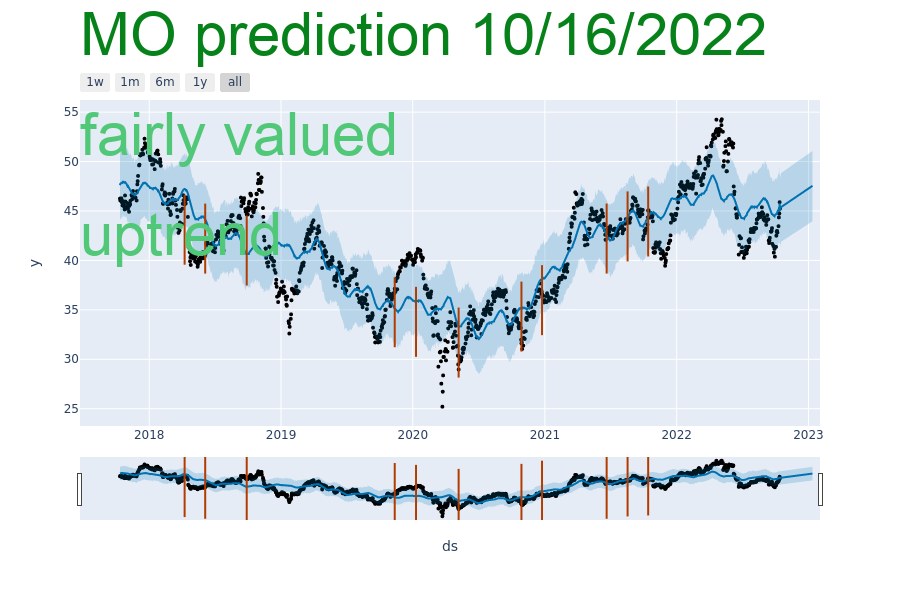 MO prediction 10/16/2022
1w 1m 6m 1y all
fairly valued
uptrend
55
50
45
40
35
30
25
y
2018 2019 2020 2021 2022 2023
ds